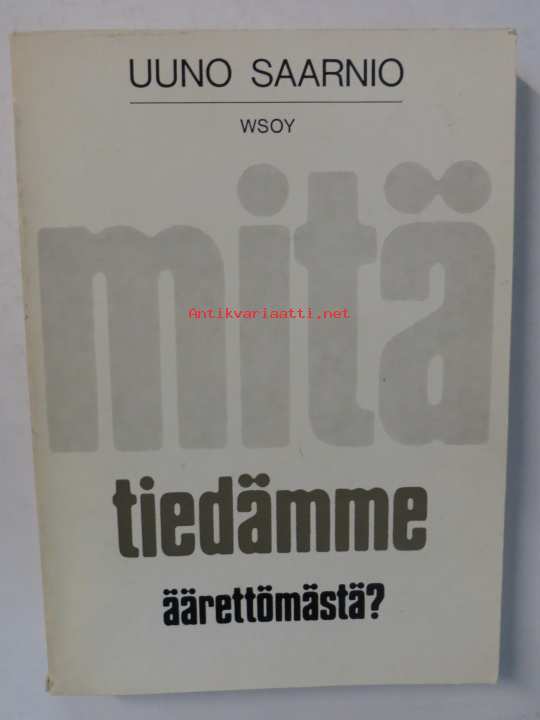 UUNO SAARNIO
WSOY
mitä
Antikvariaatti.net
tiedämme
äärettömästä?